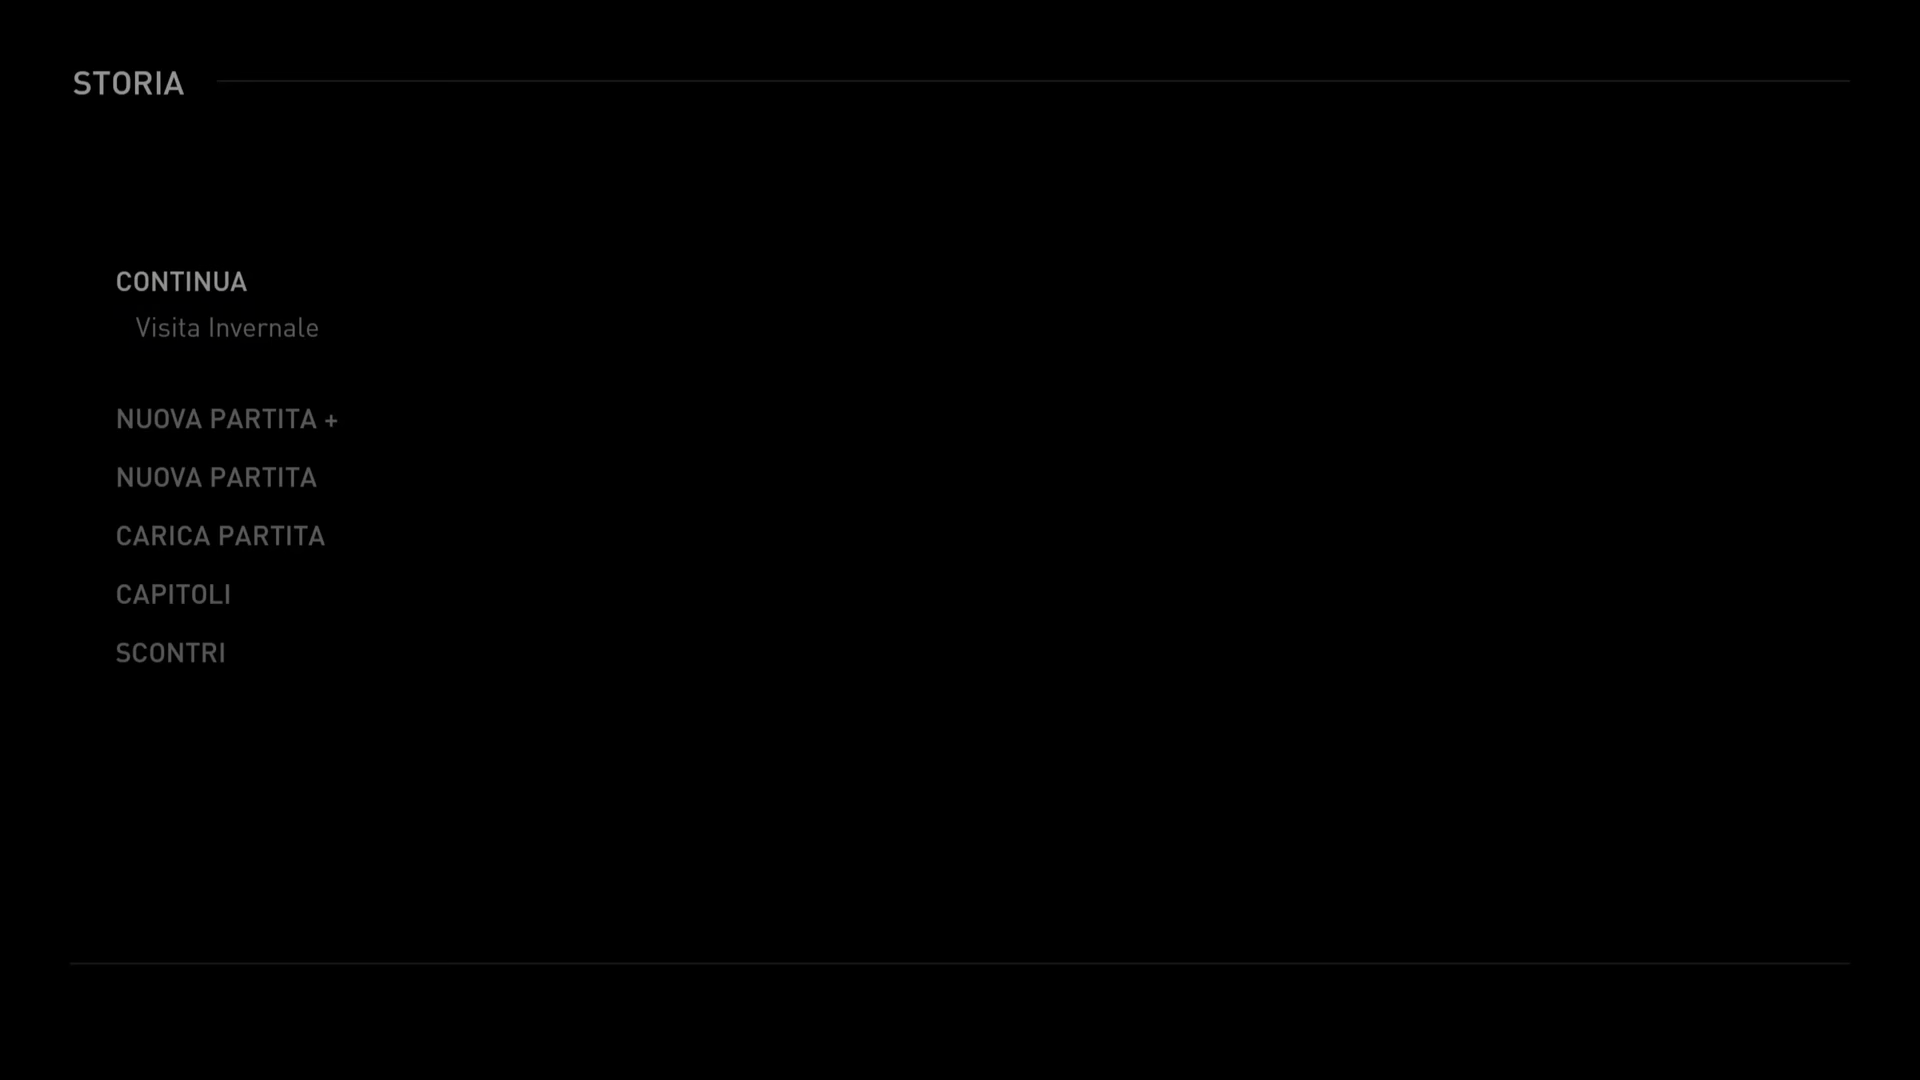 STORIA
CONTINUA
Visita Invernale
NUOVA PARTITA +
NUOVA PARTITA
CARICA PARTITA
CAPITOLI
SCONTRI